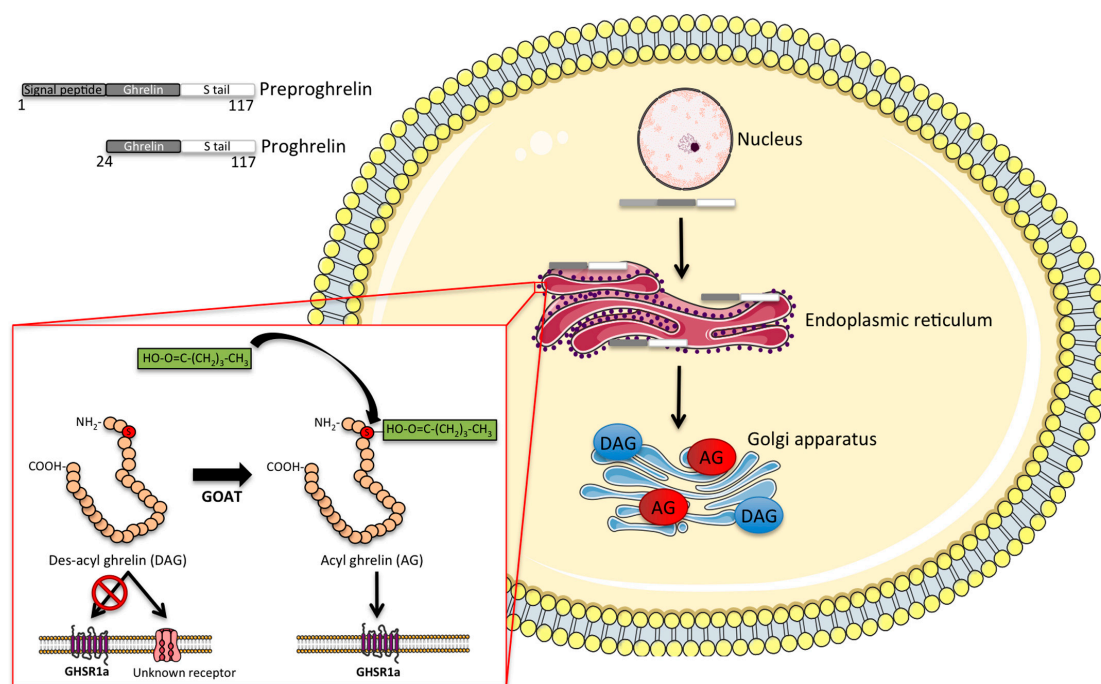 Signal peptide Ghrelin S tail Preproghrelin
1 117
Ghrelin S tail Proghrelin
24 117
Nucleus
Endoplasmic reticulum
Golgi apparatus
DAG
AG
AG
DAG
HO-O=C-(CH2)3-CH3
NH2-
S
COOH-
GOAT
NH2-
S
HO-O=C-(CH2)3-CH3
COOH-
Des-acyl ghrelin (DAG)
Acyl ghrelin (AG)
GHSR1a
Unknown receptor
GHSR1a